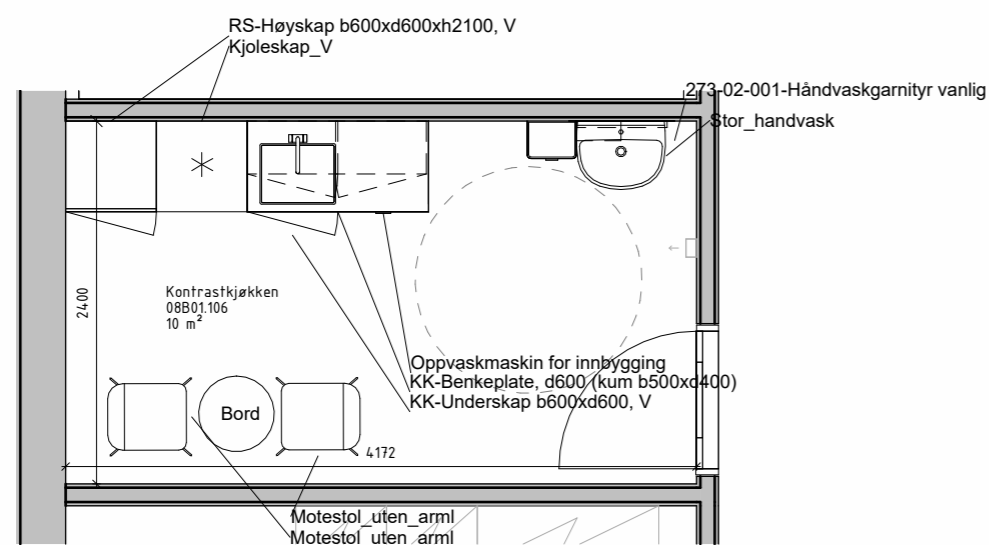 RS-Høyskap b600xd600xh2100, V
Kjoleskap_V
273-02-001-Håndvaskgarnityr vanlig
Stor_handvask
2400
Kontrastkjøkken
08B01.106
10 m²
Oppvaskmaskin for innbygging
KK-Benkeplate, d600 (kum b500xd400)
KK-Underskap b600xd600, V
Bord
4172
Motestol_uten_arml
Motestol_uten_arml